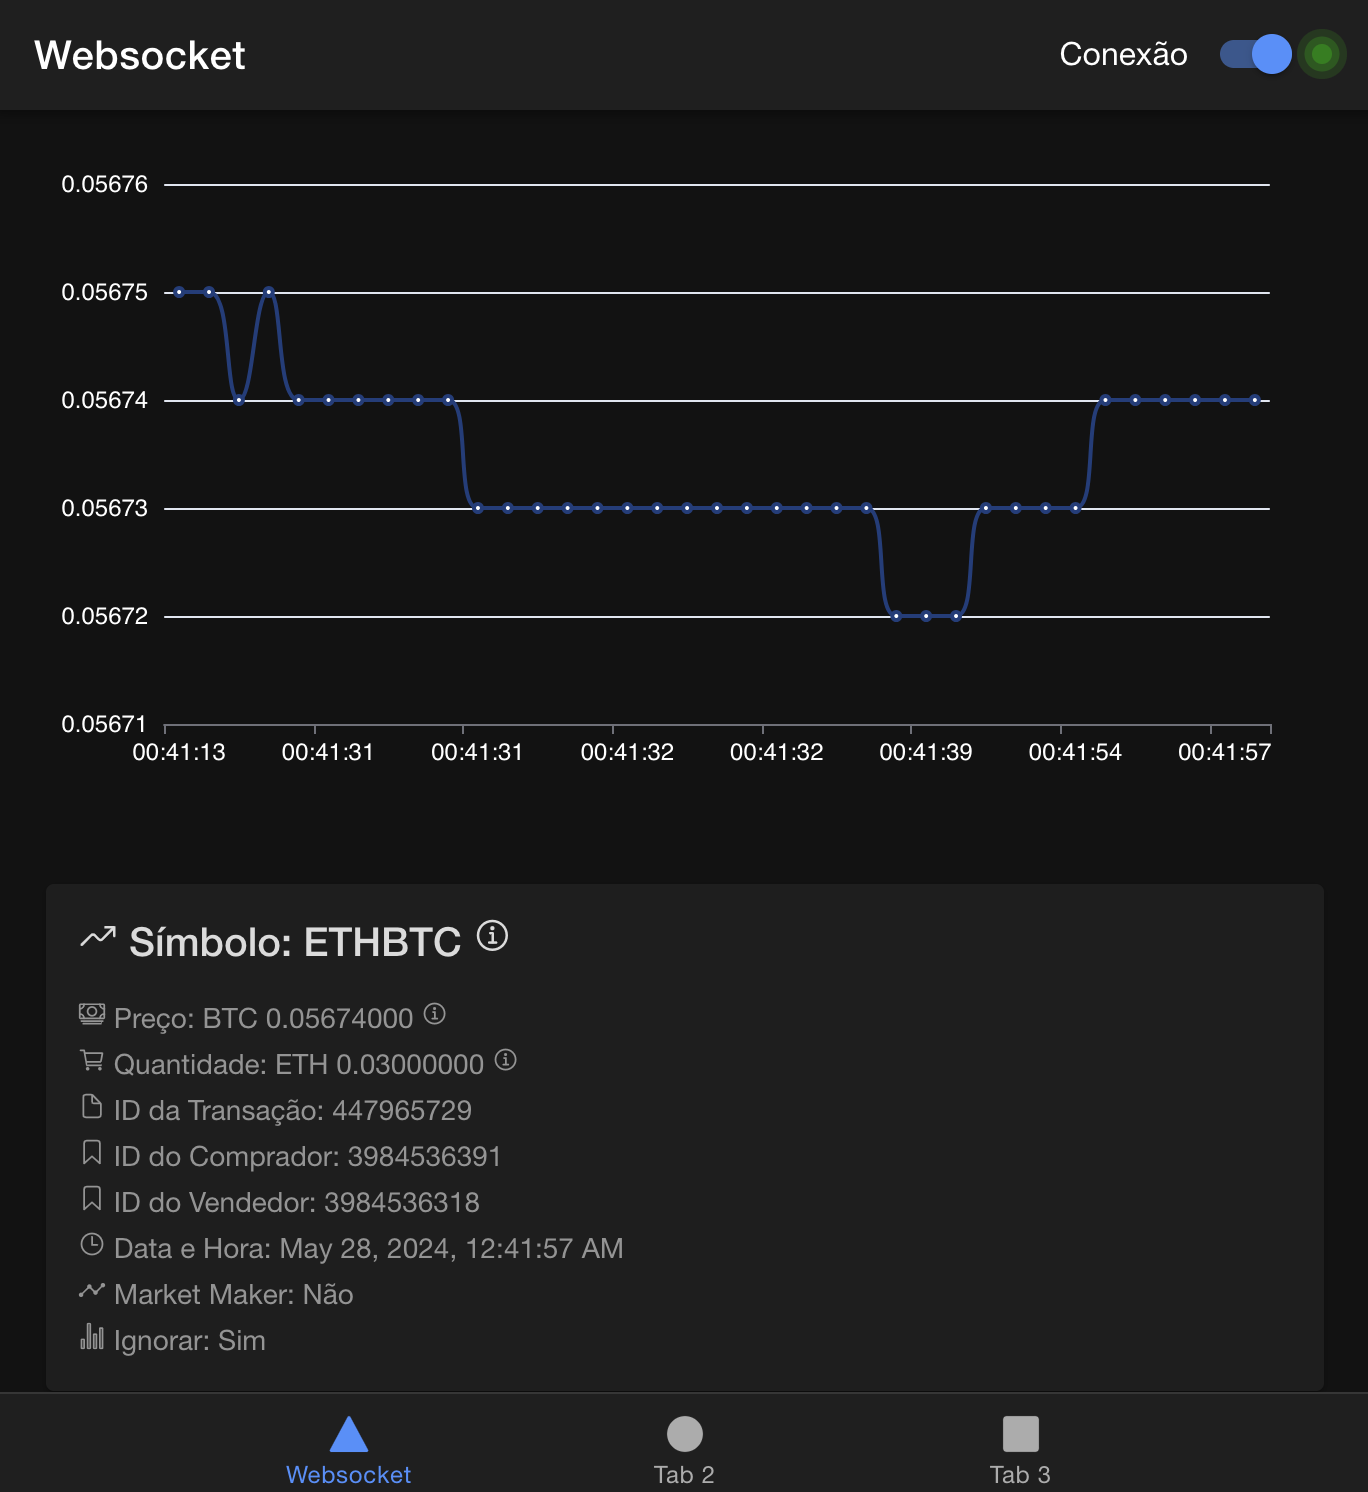 Websocket
Conexão
0.05676
0.05675
0.05674
0.05673
0.05672
0.05671
00:41:13 00:41:31 00:41:31 00:41:32 00:41:32 00:41:39 00:41:54 00:41:57
Símbolo: ETHBTC
Preço: BTC 0.05674000
Quantidade: ETH 0.03000000
ID da Transação: 447965729
ID do Comprador: 3984536391
ID do Vendedor: 3984536318
Data e Hora: May 28, 2024, 12:41:57 AM
Market Maker: Não
Ignorar: Sim
Websocket Tab 2 Tab 3